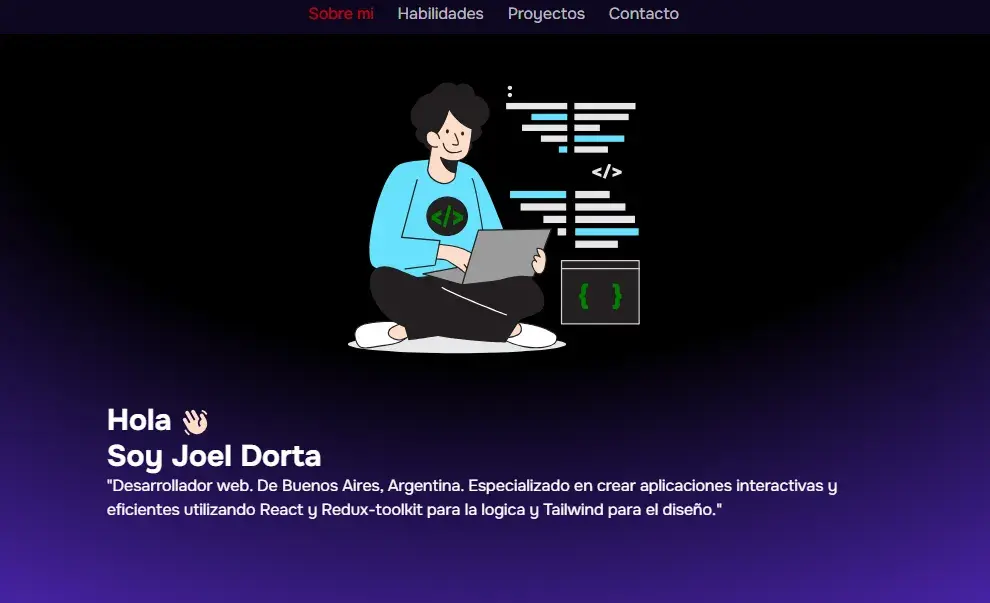 Sobre mi Habilidades Proyectos Contacto
</>
</>
{ }
Hola 👋
Soy Joel Dorta
"Desarrollador web. De Buenos Aires, Argentina. Especializado en crear aplicaciones interactivas y
eficientes utilizando React y Redux-toolkit para la logica y Tailwind para el diseño."